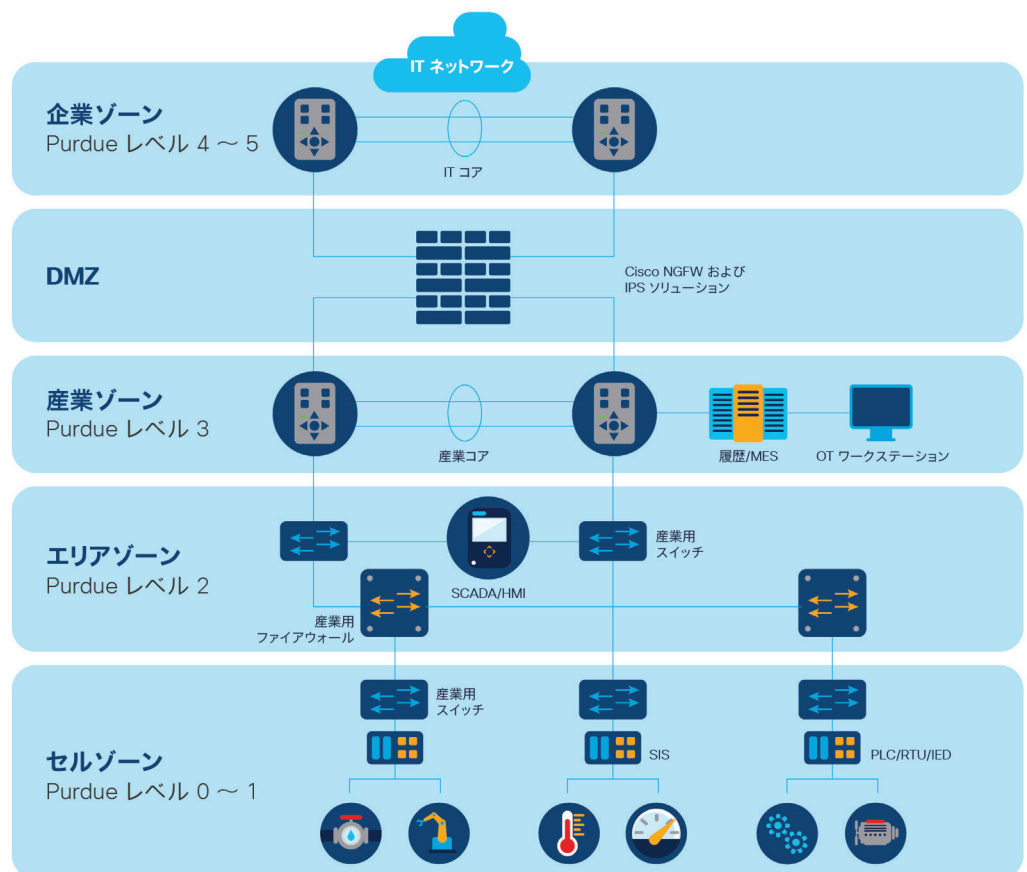 IT ネットワーク
企業ゾーン
Purdue レベル 4 ～ 5
IT コア
DMZ
Cisco NGFW および
IPS ソリューション
産業ゾーン
Purdue レベル 3
産業コア
履歴/MES
OT ワークステーション
エリアゾーン
Purdue レベル 2
SCADA/HMI
産業用
スイッチ
産業用
ファイアウォール
産業用
スイッチ
セルゾーン
Purdue レベル 0 ～ 1
SIS
PLC/RTU/IED